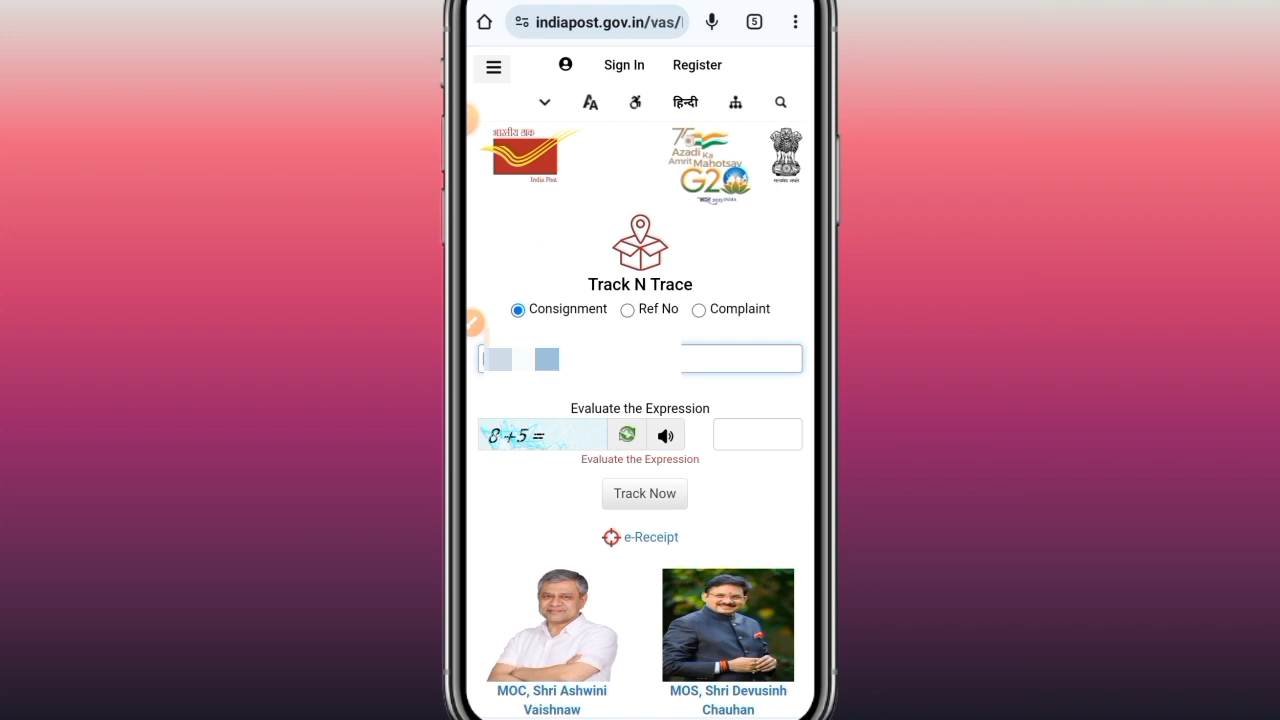 indiapost.gov.in/vas/
5
Sign In
Register
हिन्दी
भारतीय डाक
India Post
75
Azadi Ka
Amrit Mahotsav
G20
Track N Trace
Consignment
Ref No
Complaint
Evaluate the Expression
8+5=
Evaluate the Expression
Track Now
e-Receipt
MOC, Shri Ashwini
Vaishnaw
MOS, Shri Devusinh
Chauhan